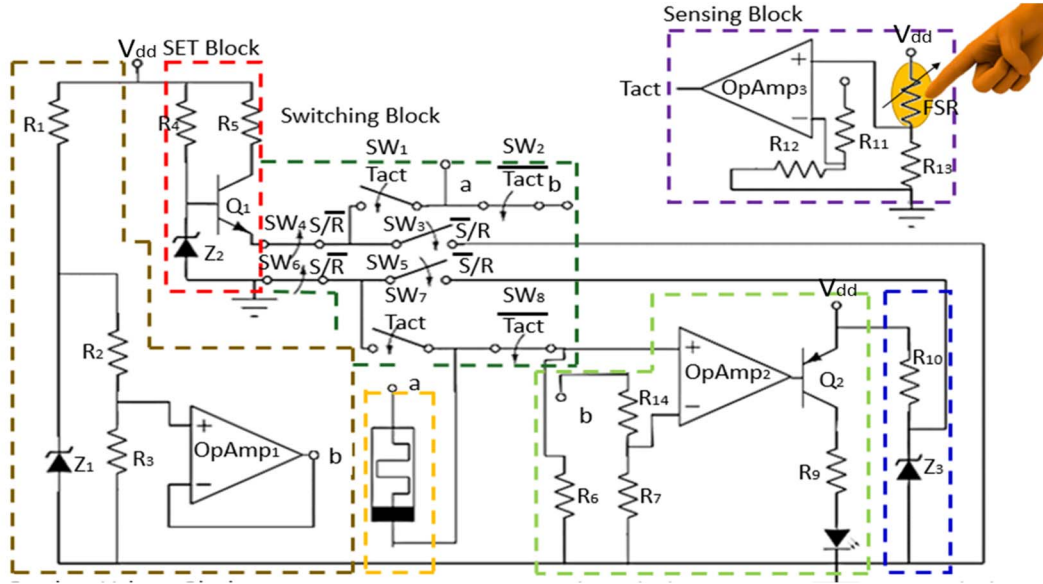 Sensing Block
Vdd
SET Block
Vdd
Tact
OpAmp3
FSR
R1
R4
R5
Switching Block
R12
R11
R13
SW1
SW2
Tact
a
Tact
b
Q1
SW4
S/R
SW3
S/R
Z2
SW6
S/R
SW5
S/R
SW7
SW8
Vdd
Tact
Tact
R2
OpAmp2
R10
a
R14
Q2
b
OpAmp1
b
Z1
R3
R6
R7
R9
Z3
+
−
+
−
+
−